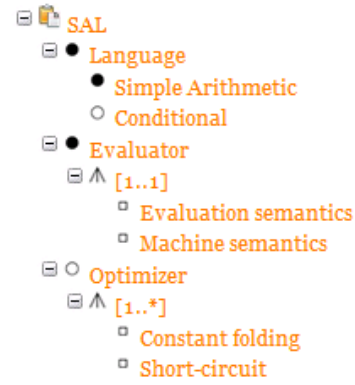 SAL
Language
Simple Arithmetic
Conditional
Evaluator
[1..1]
Evaluation semantics
Machine semantics
Optimizer
[1..*]
Constant folding
Short-circuit